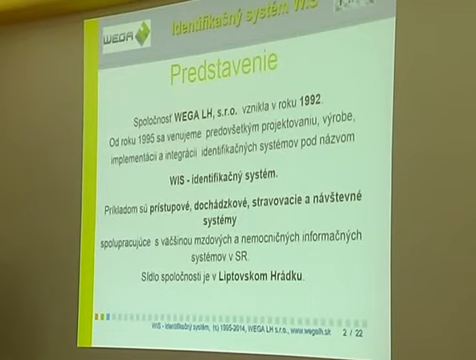 WEGA
Identifikačný systém WIS
Predstavenie
Spoločnosť WEGA LH, s.r.o. vznikla v roku 1992.
Od roku 1995 sa venujeme predovšetkým projektovaniu, výrobe,
implementácii a integrácii identifikačných systémov pod názvom
WIS - identifikačný systém.
Príkladom sú prístupové, dochádzkové, stravovacie a návštevné
systémy
spolupracujúce s väčšinou mzdových a nemocničných informačných
systémov v SR.
Sídlo spoločnosti je v Liptovskom Hrádku.
WIS - identifikačný systém, (c) 1995-2014, WEGA LH s.r.o., www.wegalh.sk 2 / 22